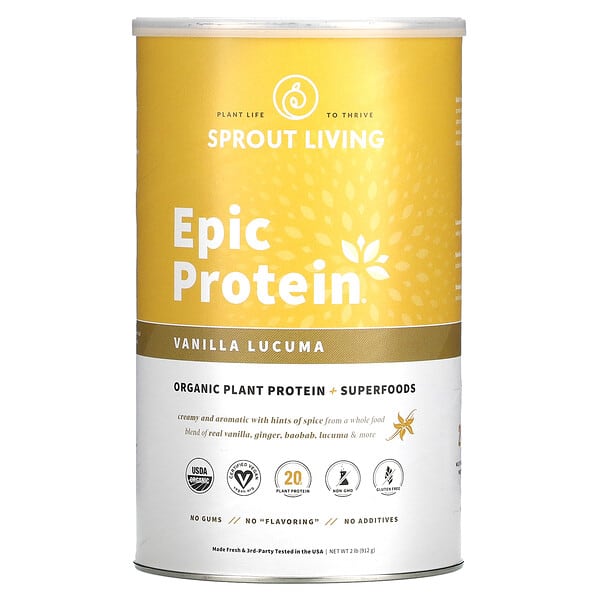 PLANT LIFE TO THRIVE
SPROUT LIVING
Epic
Protein
VANILLA LUCUMA
ORGANIC PLANT PROTEIN + SUPERFOODS
creamy and aromatic with hints of spice from a whole food
blend of real vanilla, ginger, baobab, lucuma & more
USDA
ORGANIC
CERTIFIED VEGAN
vegan.org
20
PLANT PROTEIN
NON GMO
GLUTEN FREE
NO GUMS // NO "FLAVORING" // NO ADDITIVES
Made Fresh & 3rd-Party Tested in the USA | NET WT 2 lb (912 g)